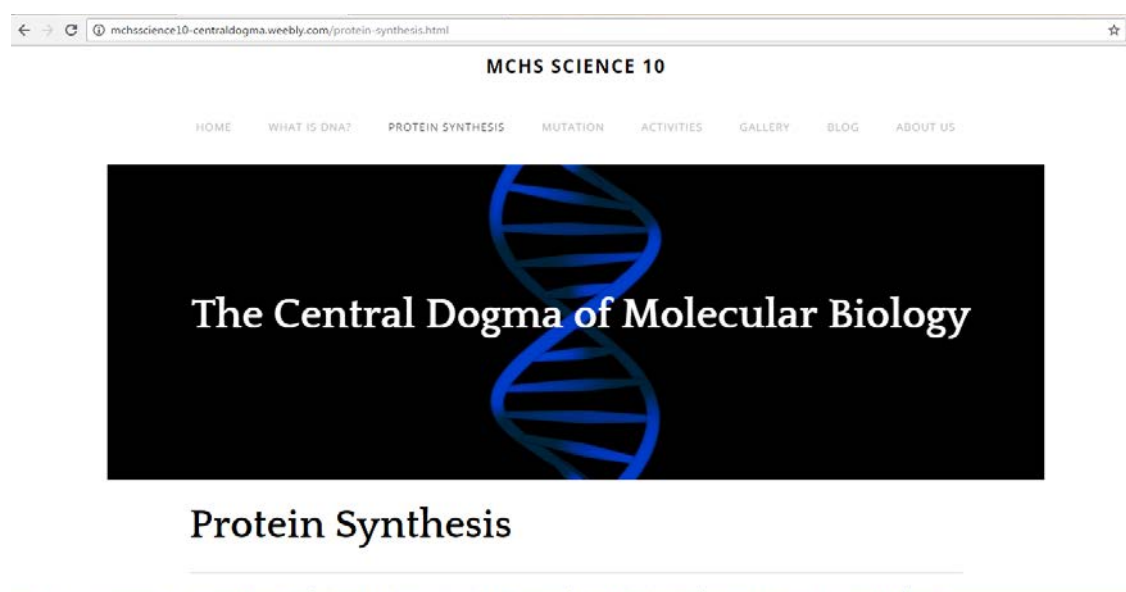 mchsscience10-centraldogma.weebly.com/protein-synthesis.html
MCHS SCIENCE 10
HOME WHAT IS DNA? PROTEIN SYNTHESIS MUTATION ACTIVITIES GALLERY BLOG ABOUT US
The Central Dogma of Molecular Biology
Protein Synthesis